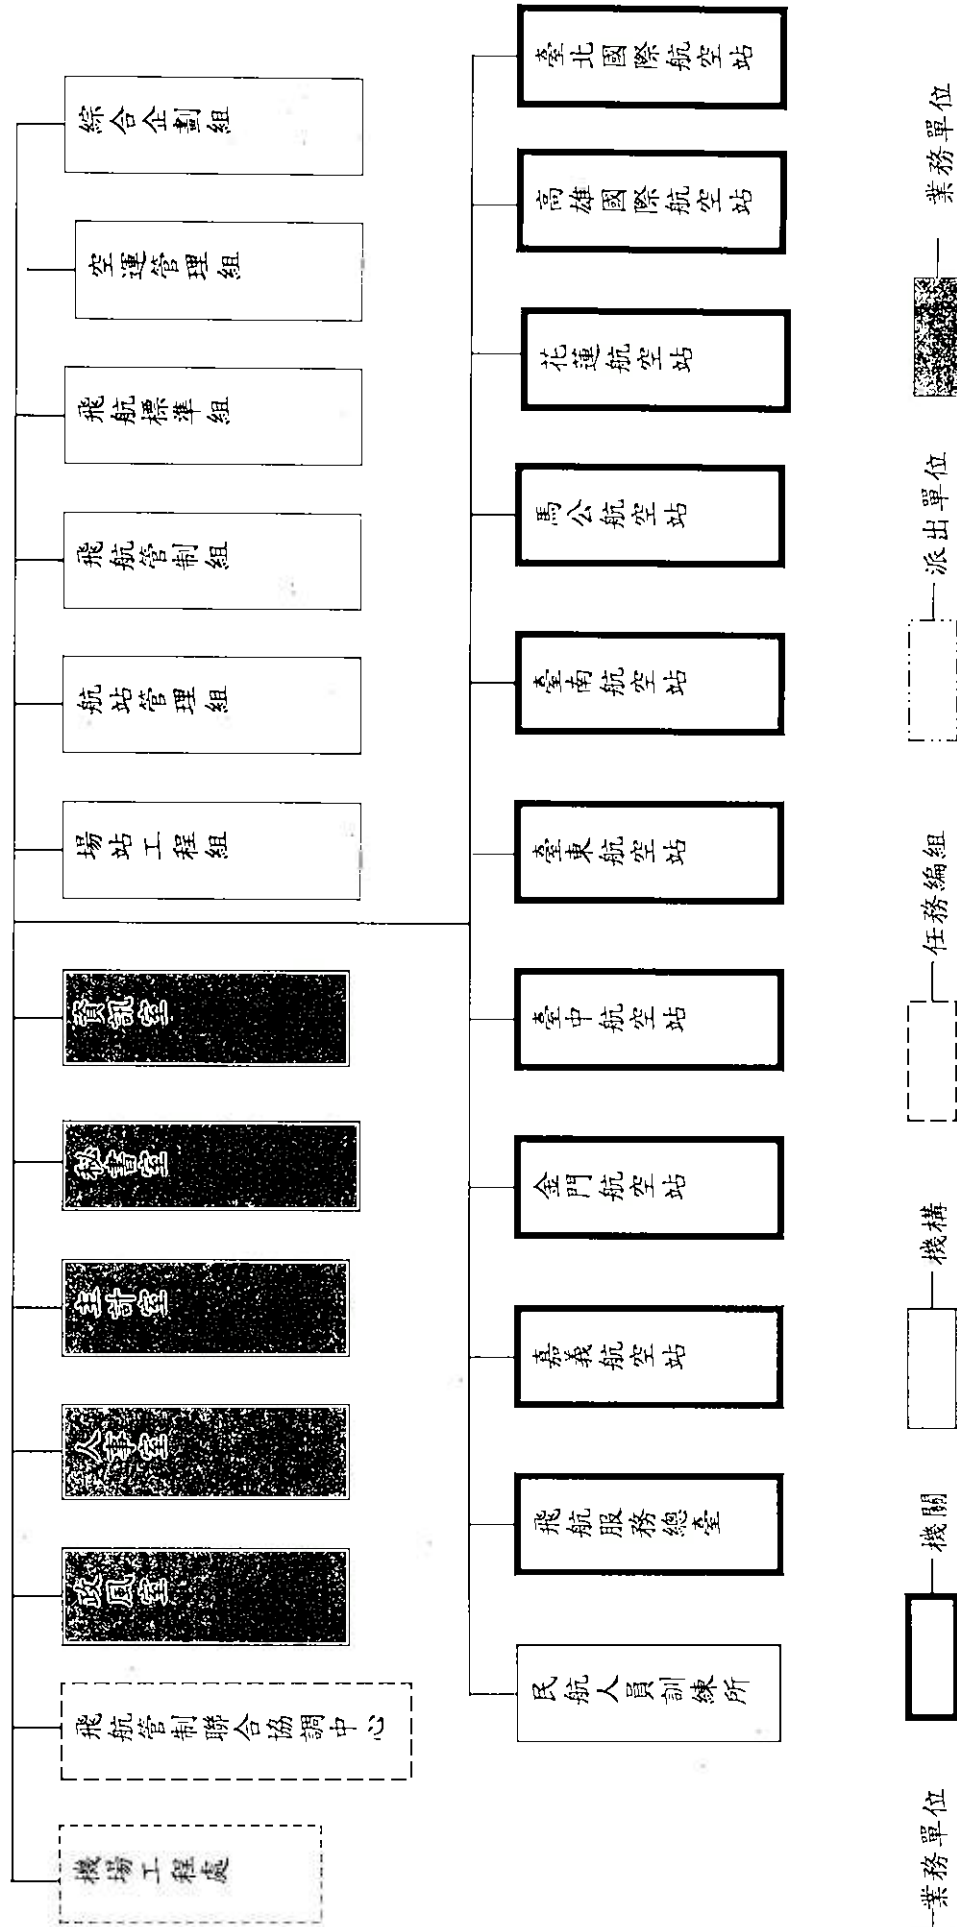 綜合企劃組
空運管理組
飛航標準組
飛航管制組
航站管理組
場站工程組
資訊室
秘書室
主計室
人事室
政風室
飛航管制聯合協調中心
機場工程處
臺北國際航空站
高雄國際航空站
花蓮航空站
馬公航空站
臺南航空站
臺東航空站
臺中航空站
金門航空站
嘉義航空站
飛航服務總臺
民航人員訓練所
業務單位
機關
機構
任務編組
派出單位
業務單位